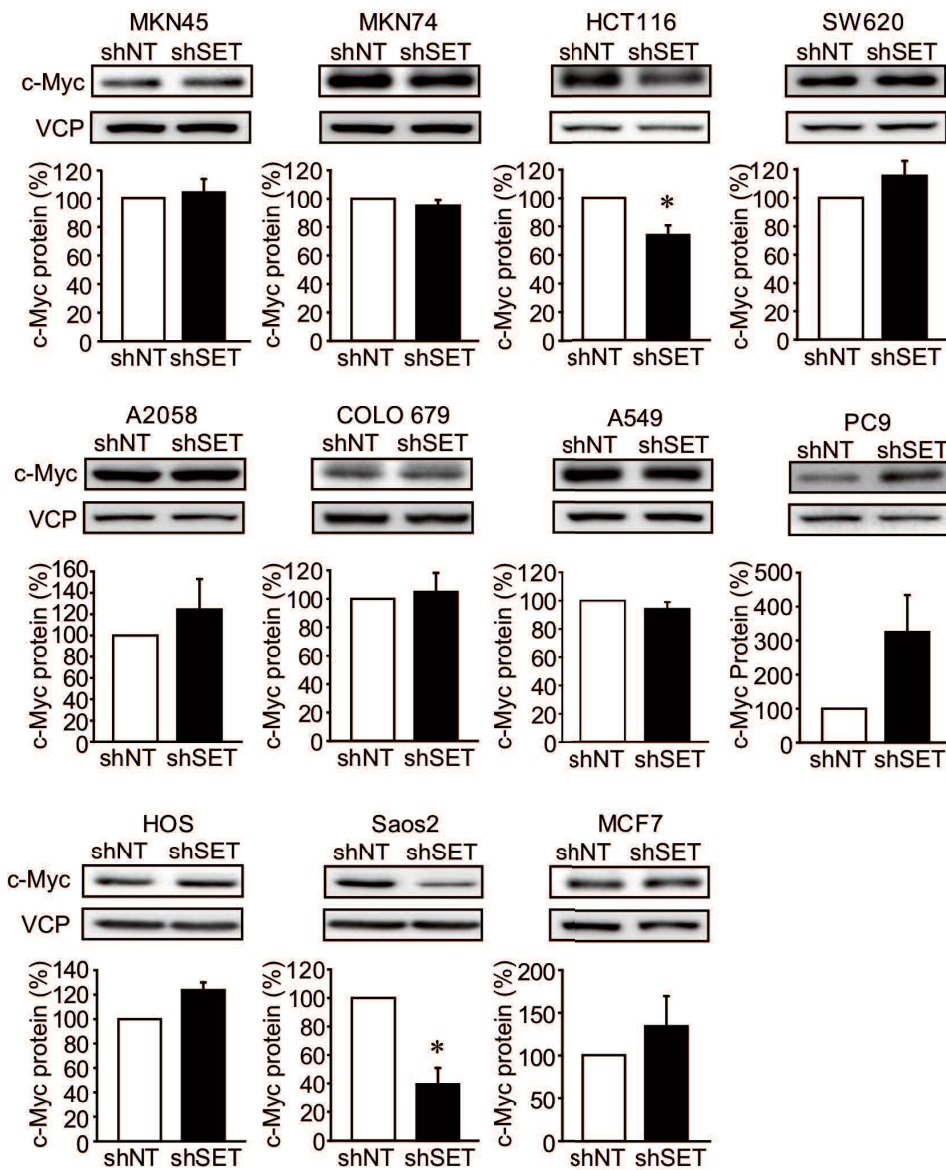 MKN45 MKN74 HCT116 SW620
shNT shSET shNT shSET shNT shSET shNT shSET
c-Myc
VCP
c-Myc protein (%) c-Myc protein (%) c-Myc protein (%) c-Myc protein (%)
120 120 120 120
100 100 100 100
80 80 80 80
60 60 60 60
40 40 40 40
20 20 20 20
0 0 0 0
*
shNT shSET shNT shSET shNT shSET shNT shSET
A2058 COLO 679 A549 PC9
shNT shSET shNT shSET shNT shSET shNT shSET
c-Myc
VCP
c-Myc protein (%) c-Myc protein (%) c-Myc protein (%) c-Myc Protein (%)
160 120 120 500
140 100 100 400
120 80 80 300
100 60 60 200
80 40 40 100
60 20 20 0
40 0 0
20
0
shNT shSET shNT shSET shNT shSET shNT shSET
HOS Saos2 MCF7
shNT shSET shNT shSET shNT shSET
c-Myc
VCP
c-Myc protein (%) c-Myc protein (%) c-Myc protein (%)
140 120 200
120 100 150
100 80 100
80 60 50
60 40 0
40 20
20 0
0
*
shNT shSET shNT shSET shNT shSET